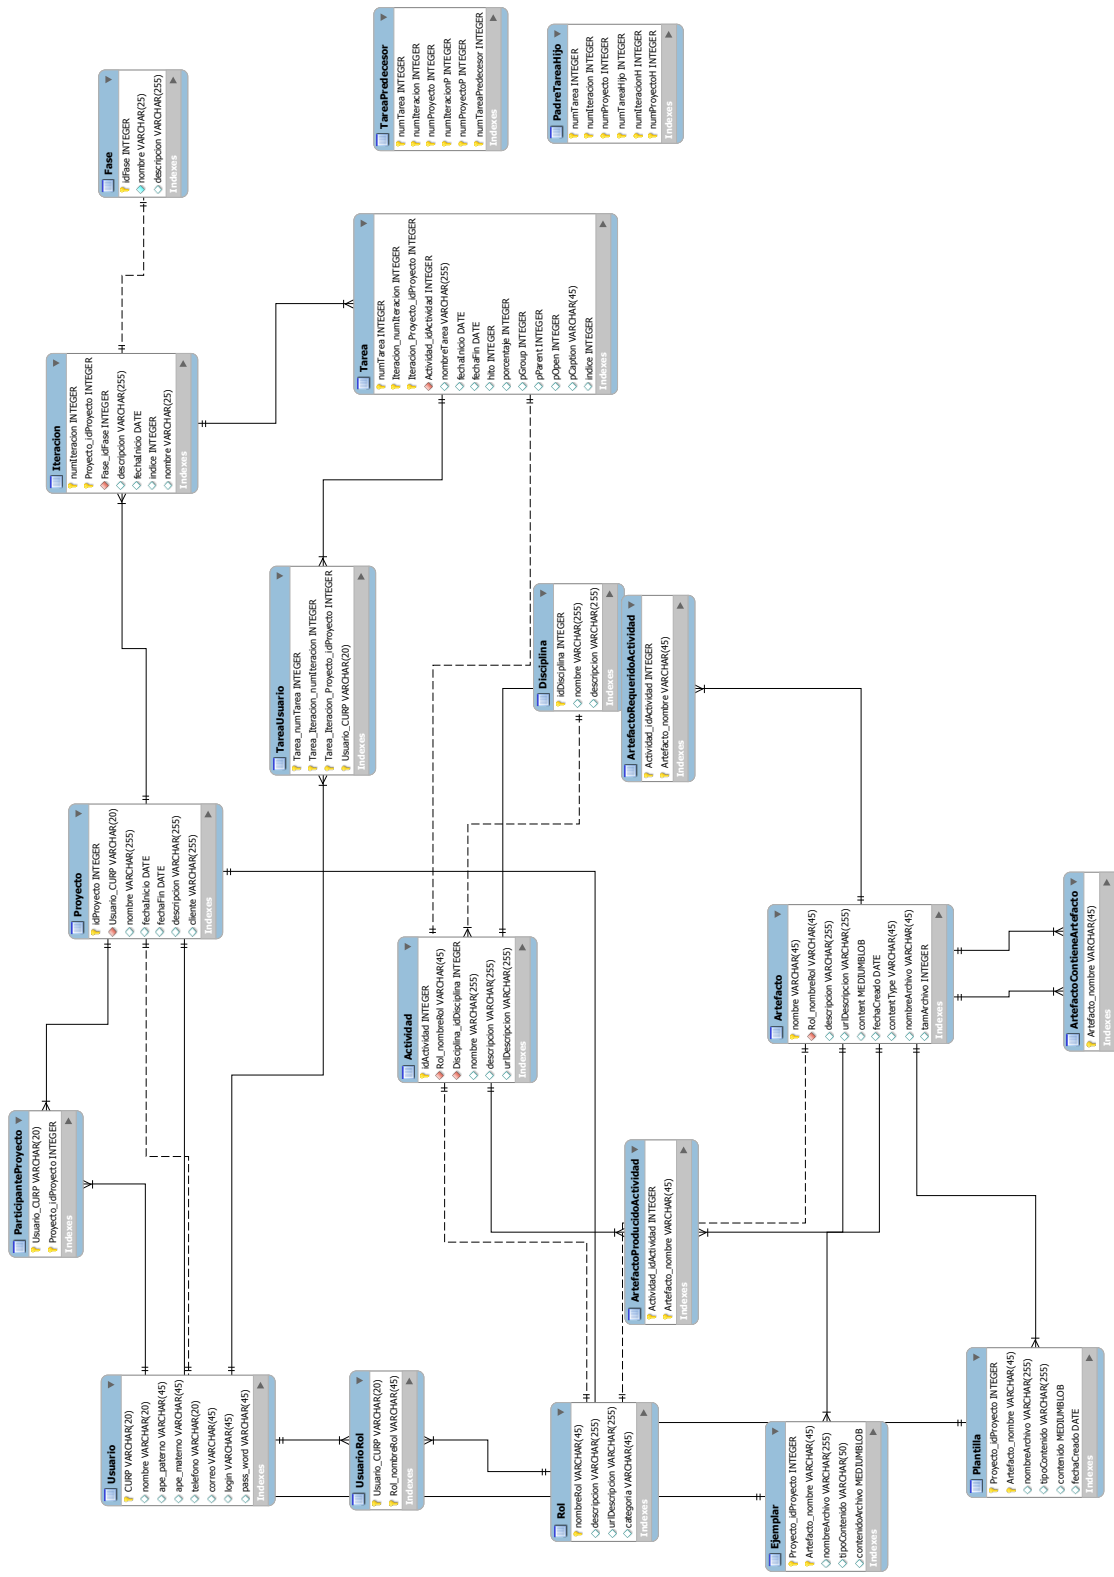 Fase
idFase INTEGER
nombre VARCHAR(25)
descripcion VARCHAR(255)
Indexes
TareaPredecesor
numTarea INTEGER
numIteracion INTEGER
numProyecto INTEGER
numIteracionP INTEGER
numProyectoP INTEGER
numTareaPredecesor INTEGER
Indexes
PadreTareaHijo
numTarea INTEGER
numIteracion INTEGER
numProyecto INTEGER
numTareaHijo INTEGER
numIteracionH INTEGER
numProyectoH INTEGER
Indexes
Iteracion
numIteracion INTEGER
Proyecto_idProyecto INTEGER
Fase_idFase INTEGER
descripcion VARCHAR(255)
fechaInicio DATE
indice INTEGER
nombre VARCHAR(25)
Indexes
Tarea
numTarea INTEGER
Iteracion_numIteracion INTEGER
Iteracion_Proyecto_idProyecto INTEGER
Actividad_idActividad INTEGER
nombreTarea VARCHAR(255)
fechaInicio DATE
fechaFin DATE
hito INTEGER
porcentaje INTEGER
pGroup INTEGER
pParent INTEGER
pOpen INTEGER
pCaption VARCHAR(45)
indice INTEGER
Indexes
TareaUsuario
Tarea_numTarea INTEGER
Tarea_Iteracion_numIteracion INTEGER
Tarea_Iteracion_Proyecto_idProyecto INTEGER
Usuario_CURP VARCHAR(20)
Indexes
Disciplina
idDisciplina INTEGER
nombre VARCHAR(255)
descripcion VARCHAR(255)
Indexes
ArtefactoRequeridoActividad
Actividad_idActividad INTEGER
Artefacto_nombre VARCHAR(45)
Indexes
Proyecto
idProyecto INTEGER
Usuario_CURP VARCHAR(20)
nombre VARCHAR(255)
fechaInicio DATE
fechaFin DATE
descripcion VARCHAR(255)
cliente VARCHAR(255)
Indexes
Actividad
idActividad INTEGER
Rol_nombreRol VARCHAR(45)
Disciplina_idDisciplina INTEGER
nombre VARCHAR(255)
descripcion VARCHAR(255)
urlDescripcion VARCHAR(255)
Indexes
Artefacto
nombre VARCHAR(45)
Rol_nombreRol VARCHAR(45)
descripcion VARCHAR(255)
urlDescripcion VARCHAR(255)
content MEDIUMBLOB
fechaCreado DATE
contentType VARCHAR(45)
nombreArchivo VARCHAR(45)
tamArchivo INTEGER
Indexes
ArtefactoContieneArtefacto
Artefacto_nombre VARCHAR(45)
Indexes
ParticipanteProyecto
Usuario_CURP VARCHAR(20)
Proyecto_idProyecto INTEGER
Indexes
ArtefactoProducidoActividad
Actividad_idActividad INTEGER
Artefacto_nombre VARCHAR(45)
Indexes
Usuario
CURP VARCHAR(20)
nombre VARCHAR(20)
ape_paterno VARCHAR(45)
ape_materno VARCHAR(45)
telefono VARCHAR(20)
correo VARCHAR(45)
login VARCHAR(45)
pass_word VARCHAR(45)
Indexes
UsuarioRol
Usuario_CURP VARCHAR(20)
Rol_nombreRol VARCHAR(45)
Indexes
Rol
nombreRol VARCHAR(45)
descripcion VARCHAR(255)
urlDescripcion VARCHAR(255)
categoria VARCHAR(45)
Indexes
Ejemplar
Proyecto_idProyecto INTEGER
Artefacto_nombre VARCHAR(45)
nombreArchivo VARCHAR(255)
tipoContenido VARCHAR(50)
contenidoArchivo MEDIUMBLOB
Indexes
Plantilla
Proyecto_idProyecto INTEGER
Artefacto_nombre VARCHAR(45)
nombreArchivo VARCHAR(255)
tipoContenido VARCHAR(255)
contenido MEDIUMBLOB
fechaCreado DATE
Indexes